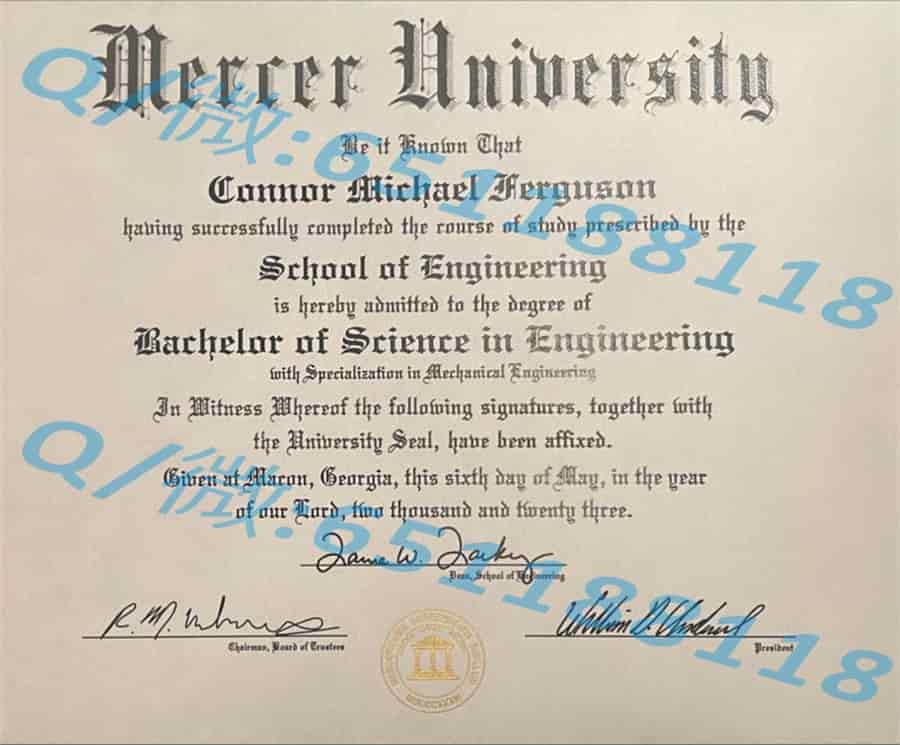 Mercer University
Q/微:65118118
Be it Known That
Connor Michael Ferguson
having successfully completed the course of study prescribed by the
School of Engineering
is hereby admitted to the degree of
Bachelor of Science in Engineering
with Specialization in Mechanical Engineering
In Witness Whereof the following signatures, together with
the University Seal, have been affixed.
Q/微:65118118
Given at Macon, Georgia, this sixth day of May, in the year
of our Lord, two thousand and twenty three.
Dean, School of Engineering
Chairman, Board of Trustees
President